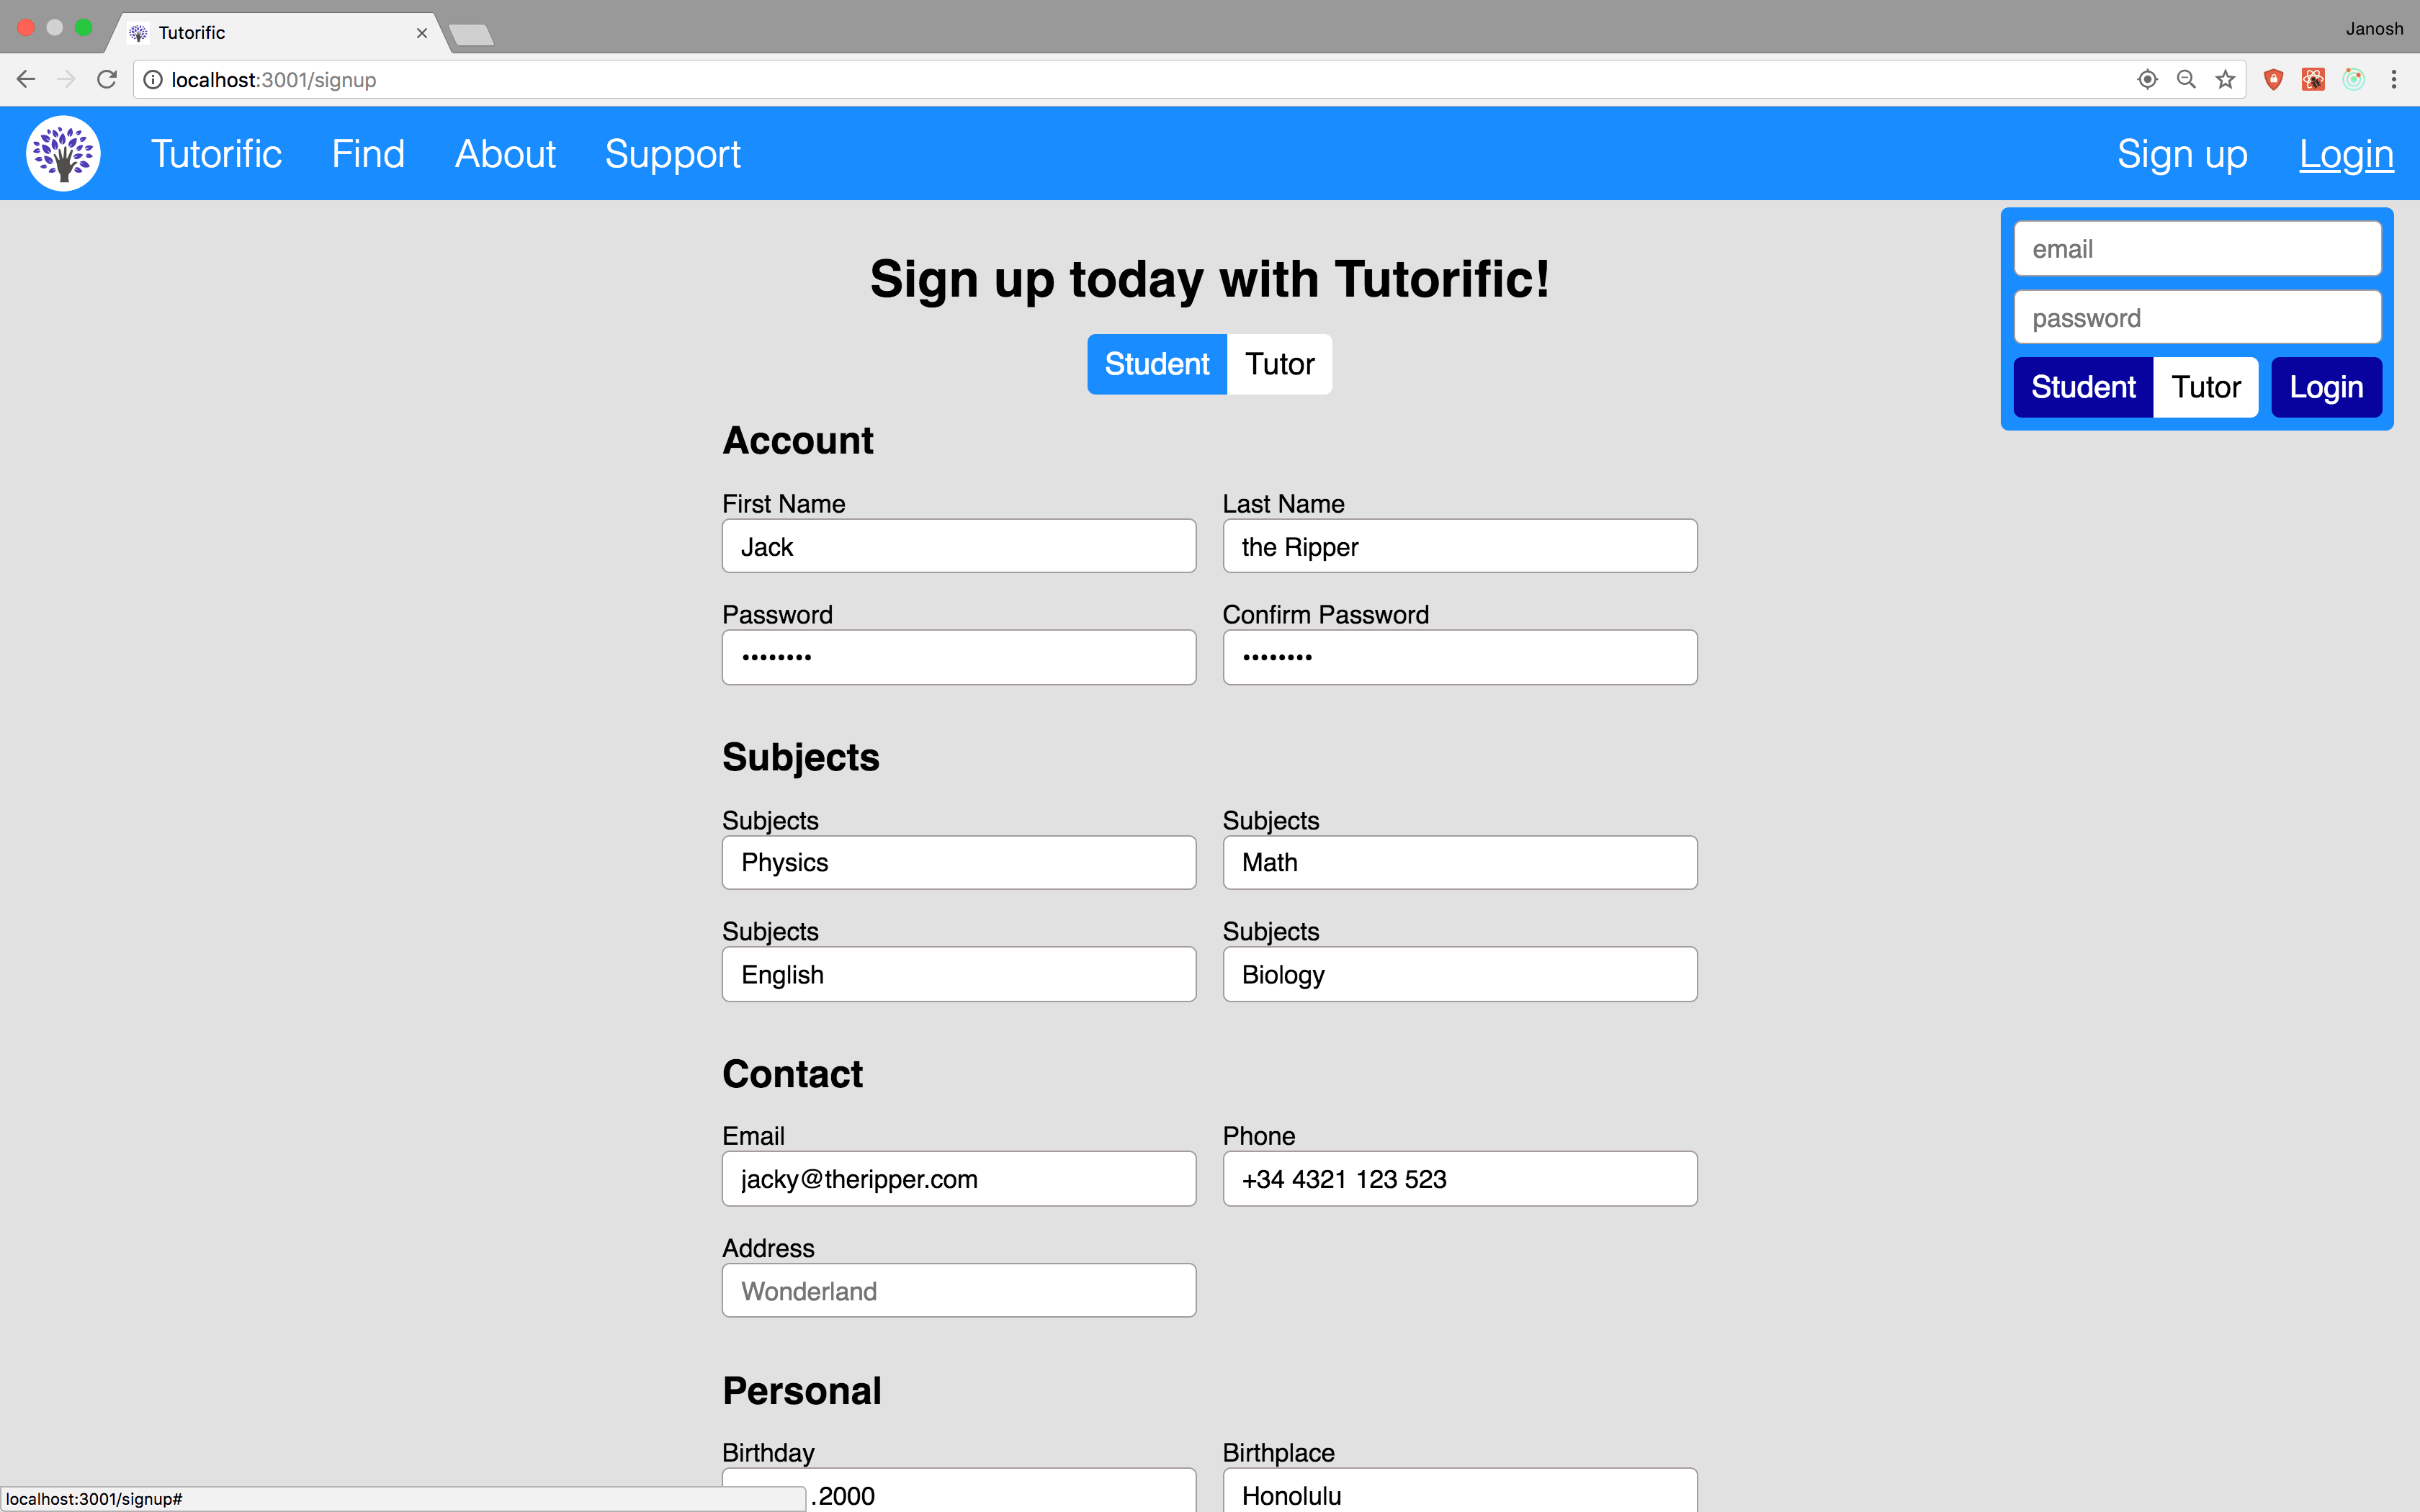 Tutorific
Janosh
localhost:3001/signup
Tutorific Find About Support Sign up Login
email
password
Student Tutor Login
Sign up today with Tutorific!
Student Tutor
Account
First Name Last Name
Jack the Ripper
Password Confirm Password
•••••••• ••••••••
Subjects
Subjects Subjects
Physics Math
Subjects Subjects
English Biology
Contact
Email Phone
jacky@theripper.com +34 4321 123 523
Address
Wonderland
Personal
Birthday Birthplace
.2000 Honolulu
localhost:3001/signup#